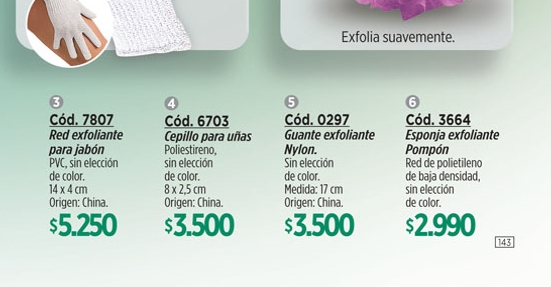 Exfolia suavemente.
3
Cód. 7807
Red exfoliante
para jabón
PVC, sin elección
de color.
14 x 4 cm
Origen: China.
$5.250
4
Cód. 6703
Cepillo para uñas
Poliestireno,
sin elección
de color.
8 x 2,5 cm
Origen: China.
$3.500
5
Cód. 0297
Guante exfoliante
Nylon.
Sin elección
de color.
Medida: 17 cm
Origen: China.
$3.500
6
Cód. 3664
Esponja exfoliante
Pompón
Red de polietileno
de baja densidad,
sin elección
de color.
$2.990
143